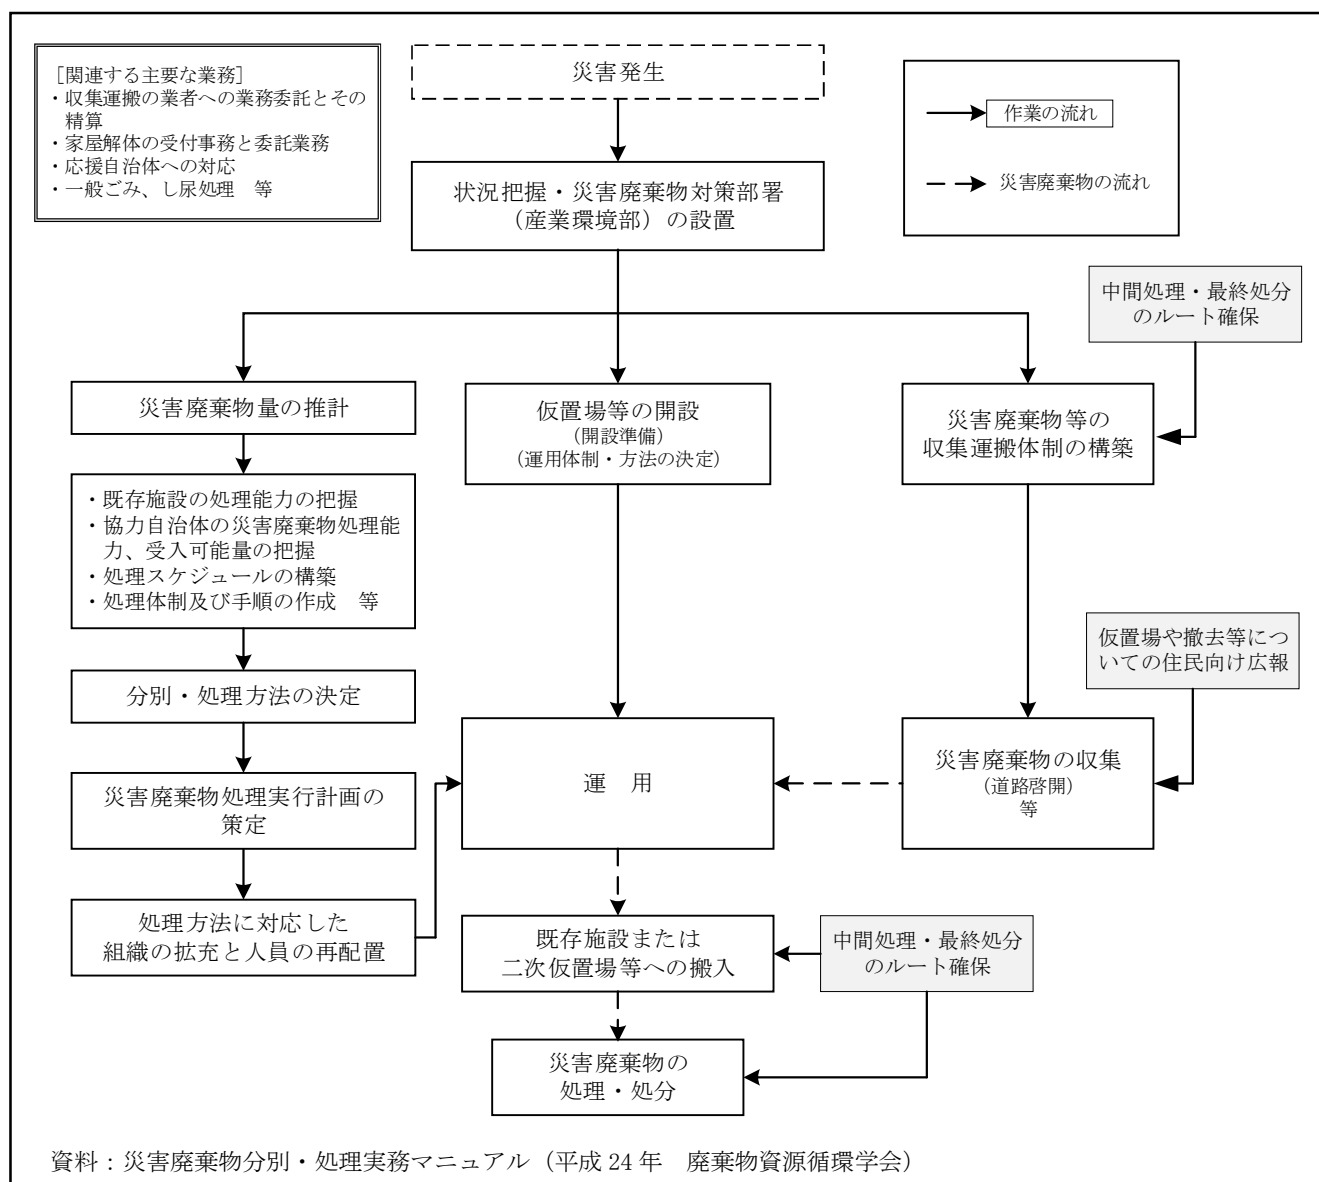 ［関連する主要な業務］
・収集運搬の業者への業務委託とその
精算
・家屋解体の受付事務と委託業務
・応援自治体への対応
・一般ごみ、し尿処理　等
災害発生
作業の流れ
災害廃棄物の流れ
状況把握・災害廃棄物対策部署
（産業環境部）の設置
中間処理・最終処分
のルート確保
災害廃棄物量の推計
仮置場等の開設
（開設準備）
（運用体制・方法の決定）
災害廃棄物等の
収集運搬体制の構築
・既存施設の処理能力の把握
・協力自治体の災害廃棄物処理能
力、受入可能量の把握
・処理スケジュールの構築
・処理体制及び手順の作成　等
仮置場や撤去等につ
いての住民向け広報
分別・処理方法の決定
運　用
災害廃棄物の収集
（道路啓開）
等
災害廃棄物処理実行計画の
策定
処理方法に対応した
組織の拡充と人員の再配置
既存施設または
二次仮置場等への搬入
中間処理・最終処分
のルート確保
災害廃棄物の
処理・処分
資料：災害廃棄物分別・処理実務マニュアル（平成 24 年　廃棄物資源循環学会）